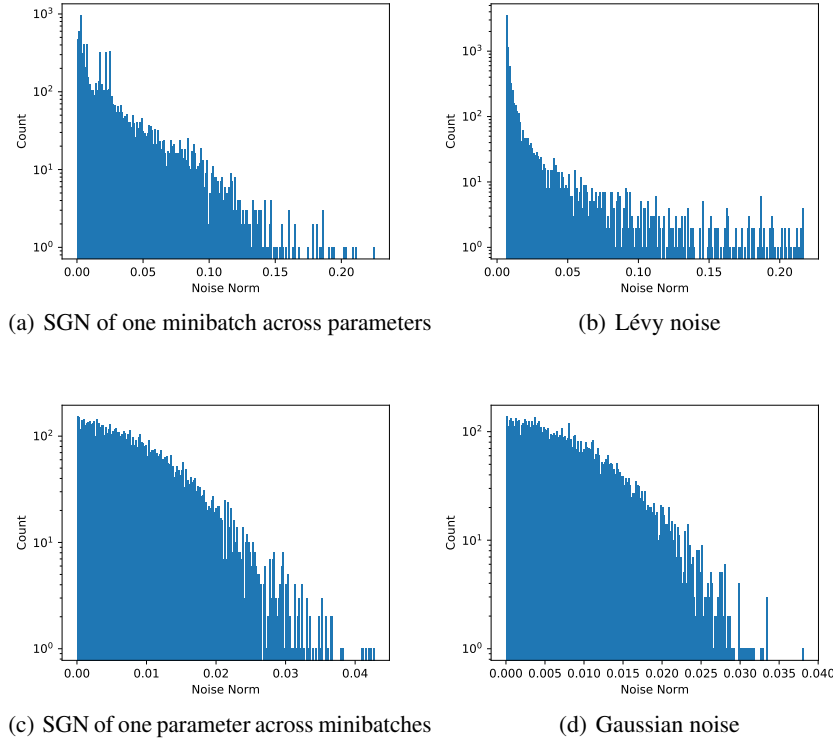 10³
10²
10¹
10⁰
Count
0.00 0.05 0.10 0.15 0.20
Noise Norm
(a) SGN of one minibatch across parameters
10³
10²
10¹
10⁰
Count
0.00 0.05 0.10 0.15 0.20
Noise Norm
(b) Lévy noise
10²
10¹
10⁰
Count
0.00 0.01 0.02 0.03 0.04
Noise Norm
(c) SGN of one parameter across minibatches
10²
10¹
10⁰
Count
0.000 0.005 0.010 0.015 0.020 0.025 0.030 0.035 0.040
Noise Norm
(d) Gaussian noise